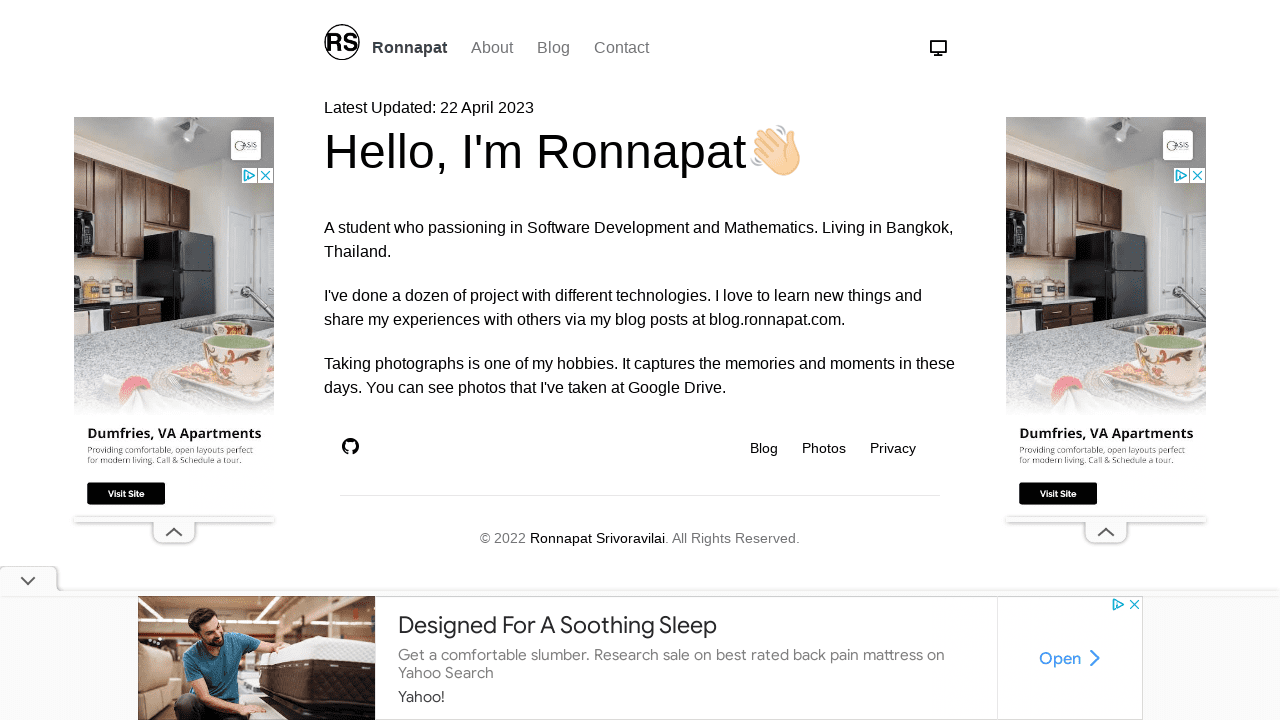 RS Ronnapat About Blog Contact
Latest Updated: 22 April 2023
Hello, I'm Ronnapat👋🏼
A student who passioning in Software Development and Mathematics. Living in Bangkok,
Thailand.
I've done a dozen of project with different technologies. I love to learn new things and
share my experiences with others via my blog posts at blog.ronnapat.com.
Taking photographs is one of my hobbies. It captures the memories and moments in these
days. You can see photos that I've taken at Google Drive.
Blog Photos Privacy
© 2022 Ronnapat Srivoravilai. All Rights Reserved.
OASIS
Dumfries, VA Apartments
Providing comfortable, open layouts perfect
for modern living. Call & Schedule a tour.
Visit Site
OASIS
Dumfries, VA Apartments
Providing comfortable, open layouts perfect
for modern living. Call & Schedule a tour.
Visit Site
Designed For A Soothing Sleep
Get a comfortable slumber. Research sale on best rated back pain mattress on
Yahoo Search
Yahoo!
Open